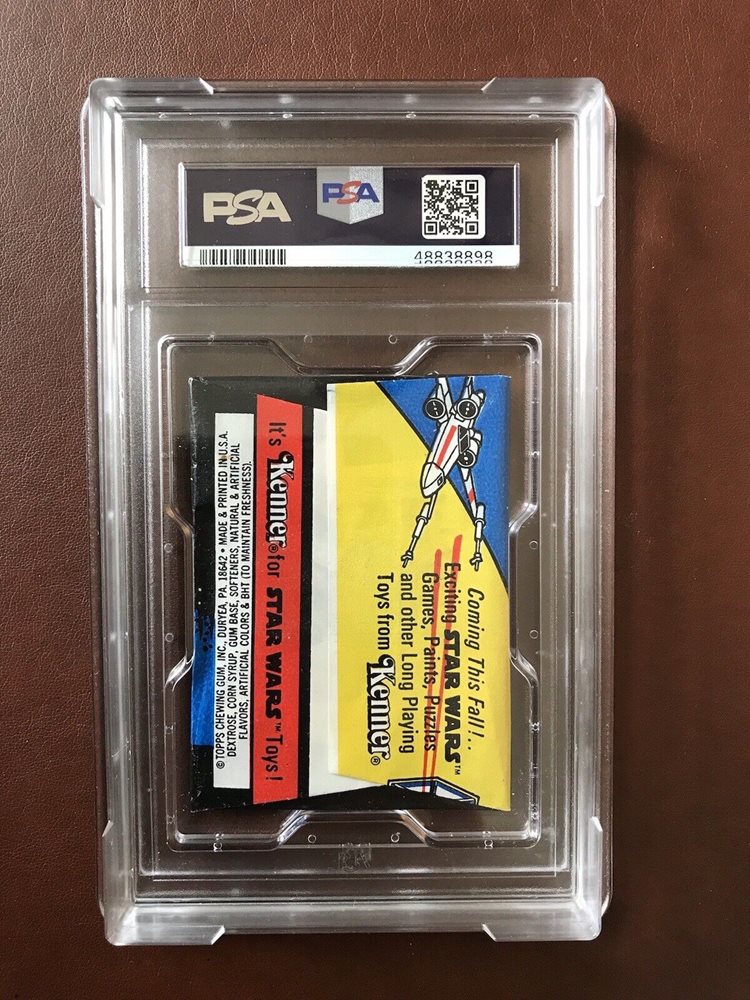 PSA
PSA
48838898
Coming This Fall!...
Exciting STAR WARS™
Games, Paints, Puzzles
and other Long Playing
Toys from Kenner®
It's Kenner® for STAR WARS™ Toys!
© TOPPS CHEWING GUM, INC., DURYEA, PA 18642 • MADE & PRINTED IN U.S.A.
DEXTROSE, CORN SYRUP, GUM BASE, SOFTENERS, NATURAL & ARTIFICIAL
FLAVORS, ARTIFICIAL COLORS & BHT (TO MAINTAIN FRESHNESS).